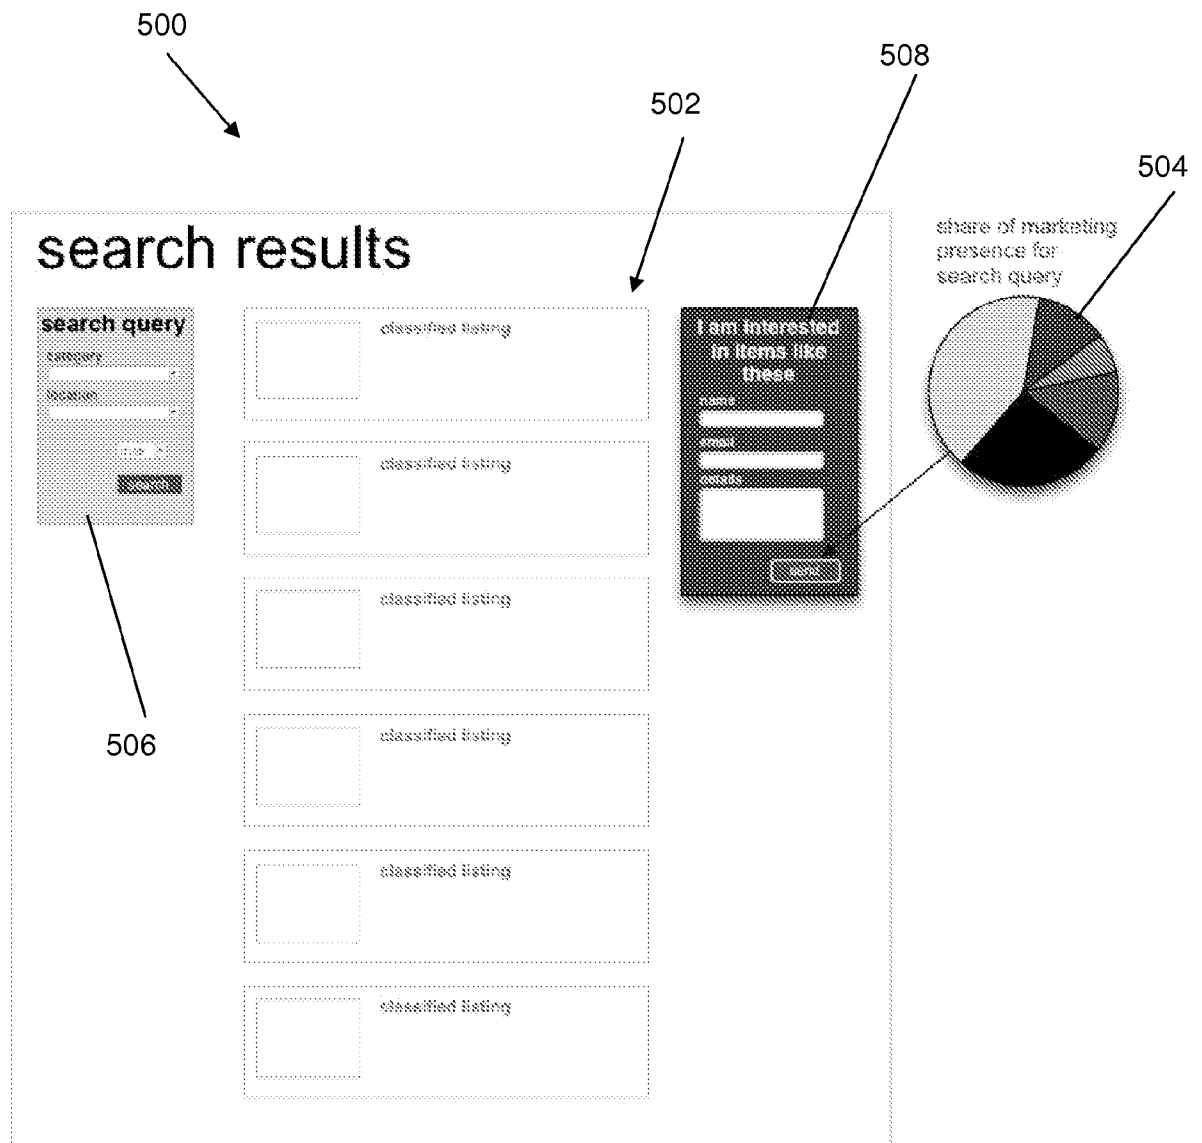 500
508
502
504
search results
share of marketing
presence for
search query
search query
category
location
search
classified listing
classified listing
classified listing
classified listing
classified listing
classified listing
I am interested
in items like
these
name
email
details
send
506